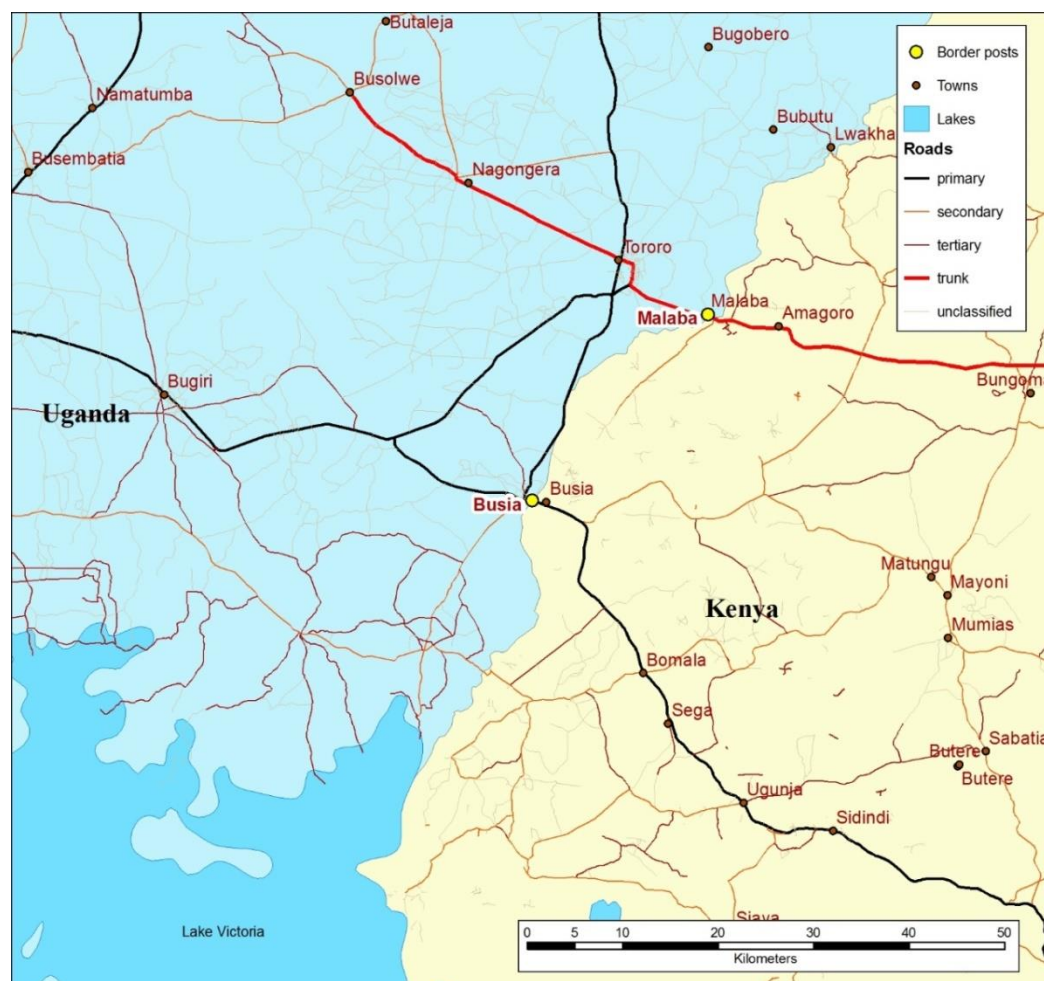 Butaleja
Bugobero
Busolwe
Namatumba
Bubutu
Lwakha
Busembatia
Nagongera
Tororo
Malaba
Malaba
Amagoro
Bungoma
Bugiri
Uganda
Busia
Busia
Matungu
Mayoni
Kenya
Mumias
Bomala
Sega
Sabatia
Butere
Butere
Ugunja
Sidindi
Siaya
Lake Victoria
Border posts
Towns
Lakes
Roads
primary
secondary
tertiary
trunk
unclassified
0 5 10 20 30 40 50
Kilometers